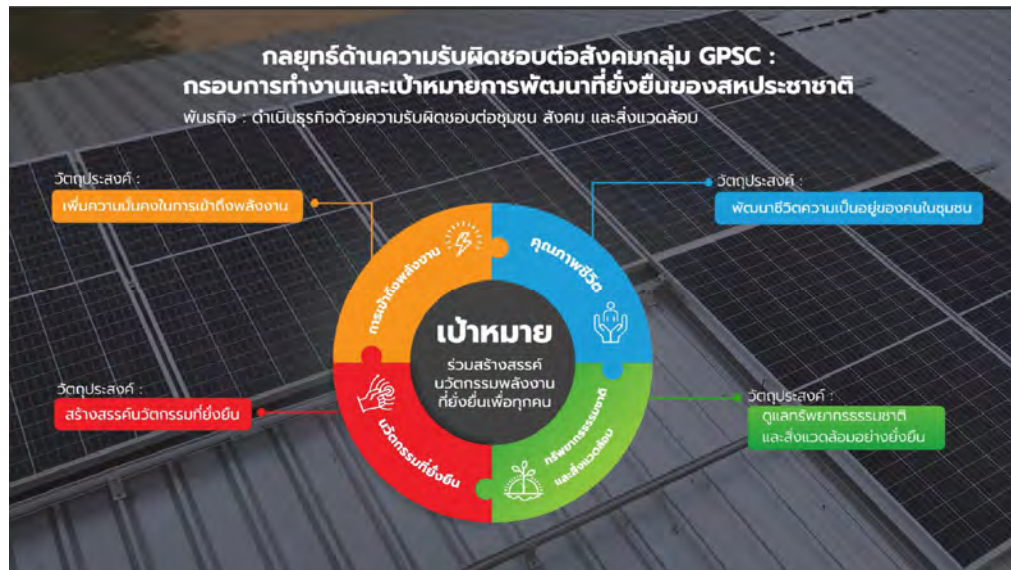 กลยุทธ์ด้านความรับผิดชอบต่อสังคมกลุ่ม GPSC :
กรอบการทำงานและเป้าหมายการพัฒนาที่ยั่งยืนของสหประชาชาติ
พันธกิจ : ดำเนินธุรกิจด้วยความรับผิดชอบต่อชุมชน สังคม และสิ่งแวดล้อม
วัตถุประสงค์ :
เพิ่มความมั่นคงในการเข้าถึงพลังงาน
วัตถุประสงค์ :
พัฒนาชีวิตความเป็นอยู่ของคนในชุมชน
การเข้าถึงพลังงาน
คุณภาพชีวิต
เป้าหมาย
ร่วมสร้างสรรค์
นวัตกรรมพลังงาน
ที่ยั่งยืนเพื่อทุกคน
วัตถุประสงค์ :
สร้างสรรค์นวัตกรรมที่ยั่งยืน
นวัตกรรมที่ยั่งยืน
ทรัพยากรธรรมชาติ
และสิ่งแวดล้อม
วัตถุประสงค์ :
ดูแลทรัพยากรธรรมชาติ
และสิ่งแวดล้อมอย่างยั่งยืน